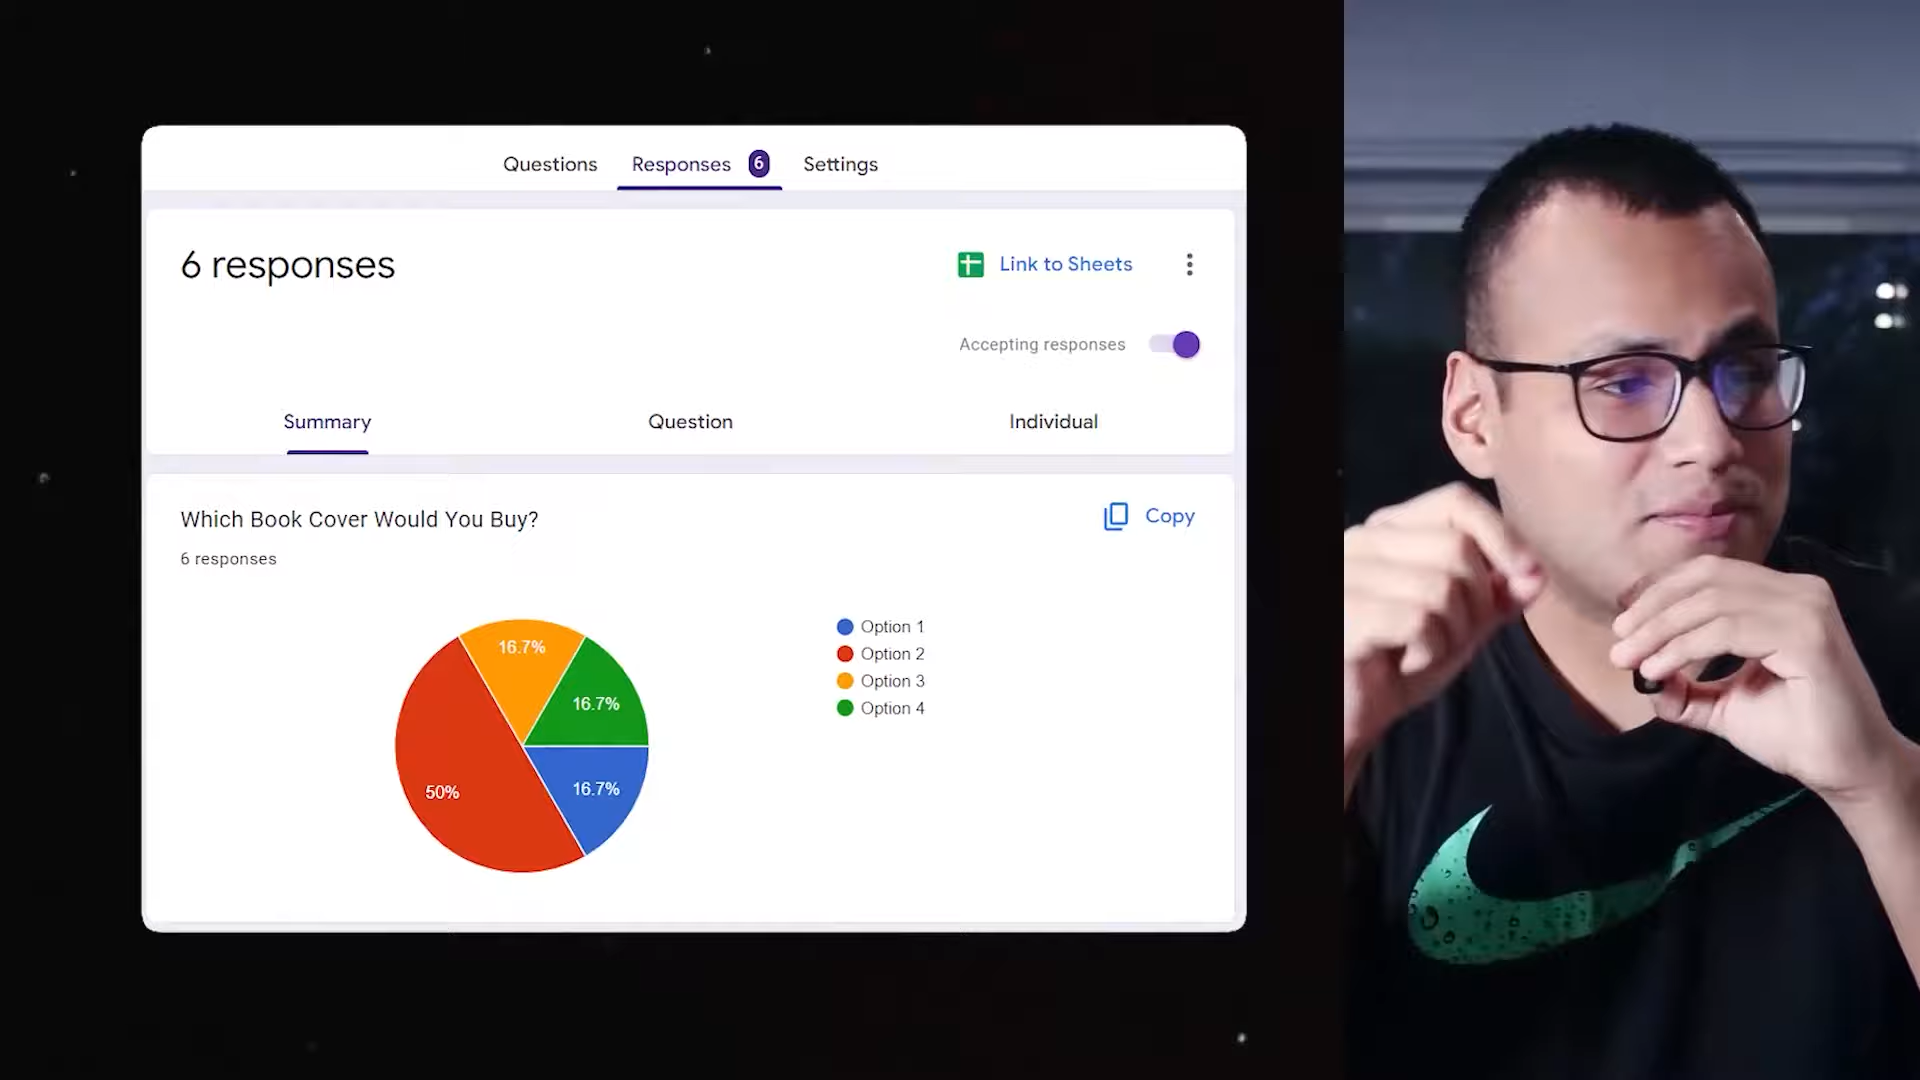 Questions Responses 6 Settings
6 responses
Link to Sheets
Accepting responses
Summary Question Individual
Which Book Cover Would You Buy?
Copy
6 responses
Option 1
Option 2
Option 3
Option 4
16.7%
16.7%
50%
16.7%